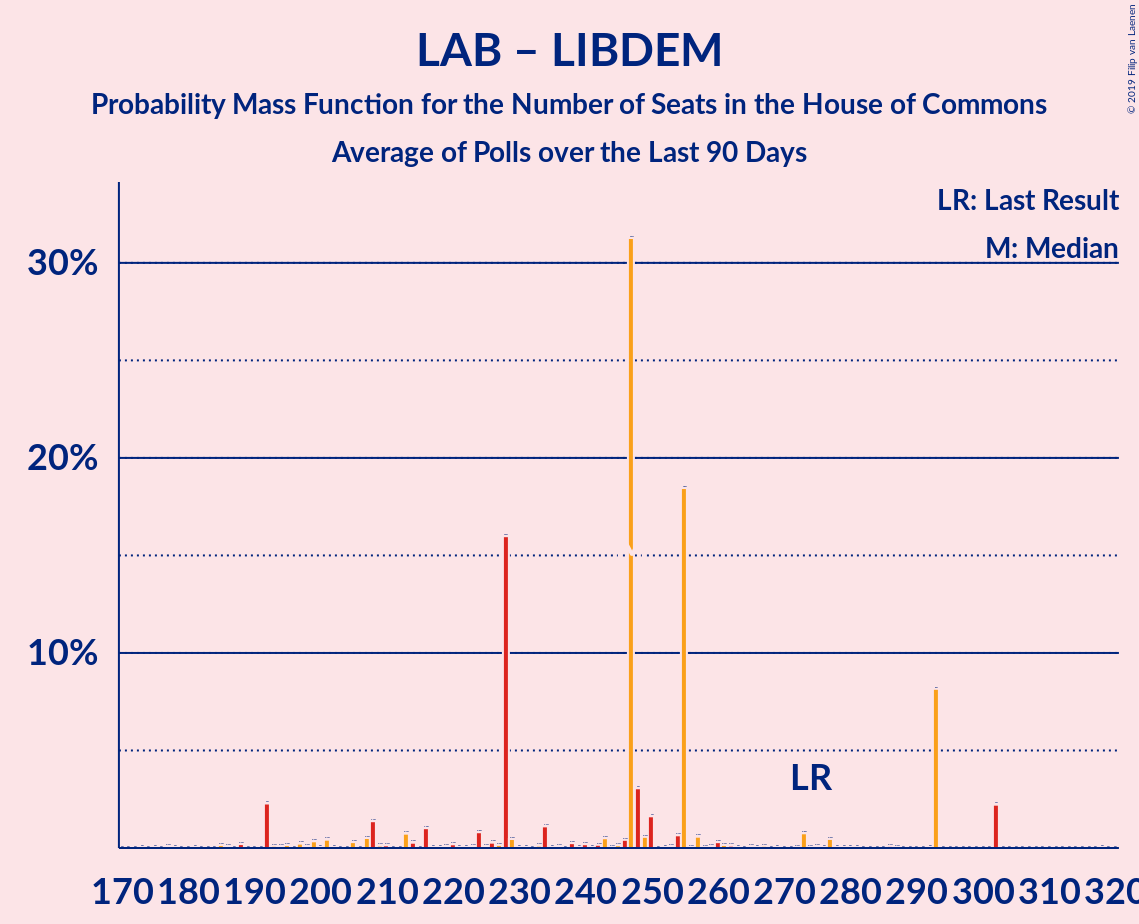 LAB – LIBDEM
Probability Mass Function for the Number of Seats in the House of Commons
Average of Polls over the Last 90 Days
© 2019 Filip van Laenen
LR: Last Result
M: Median
30%
20%
10%
LR
170 180 190 200 210 220 230 240 250 260 270 280 290 300 310 320